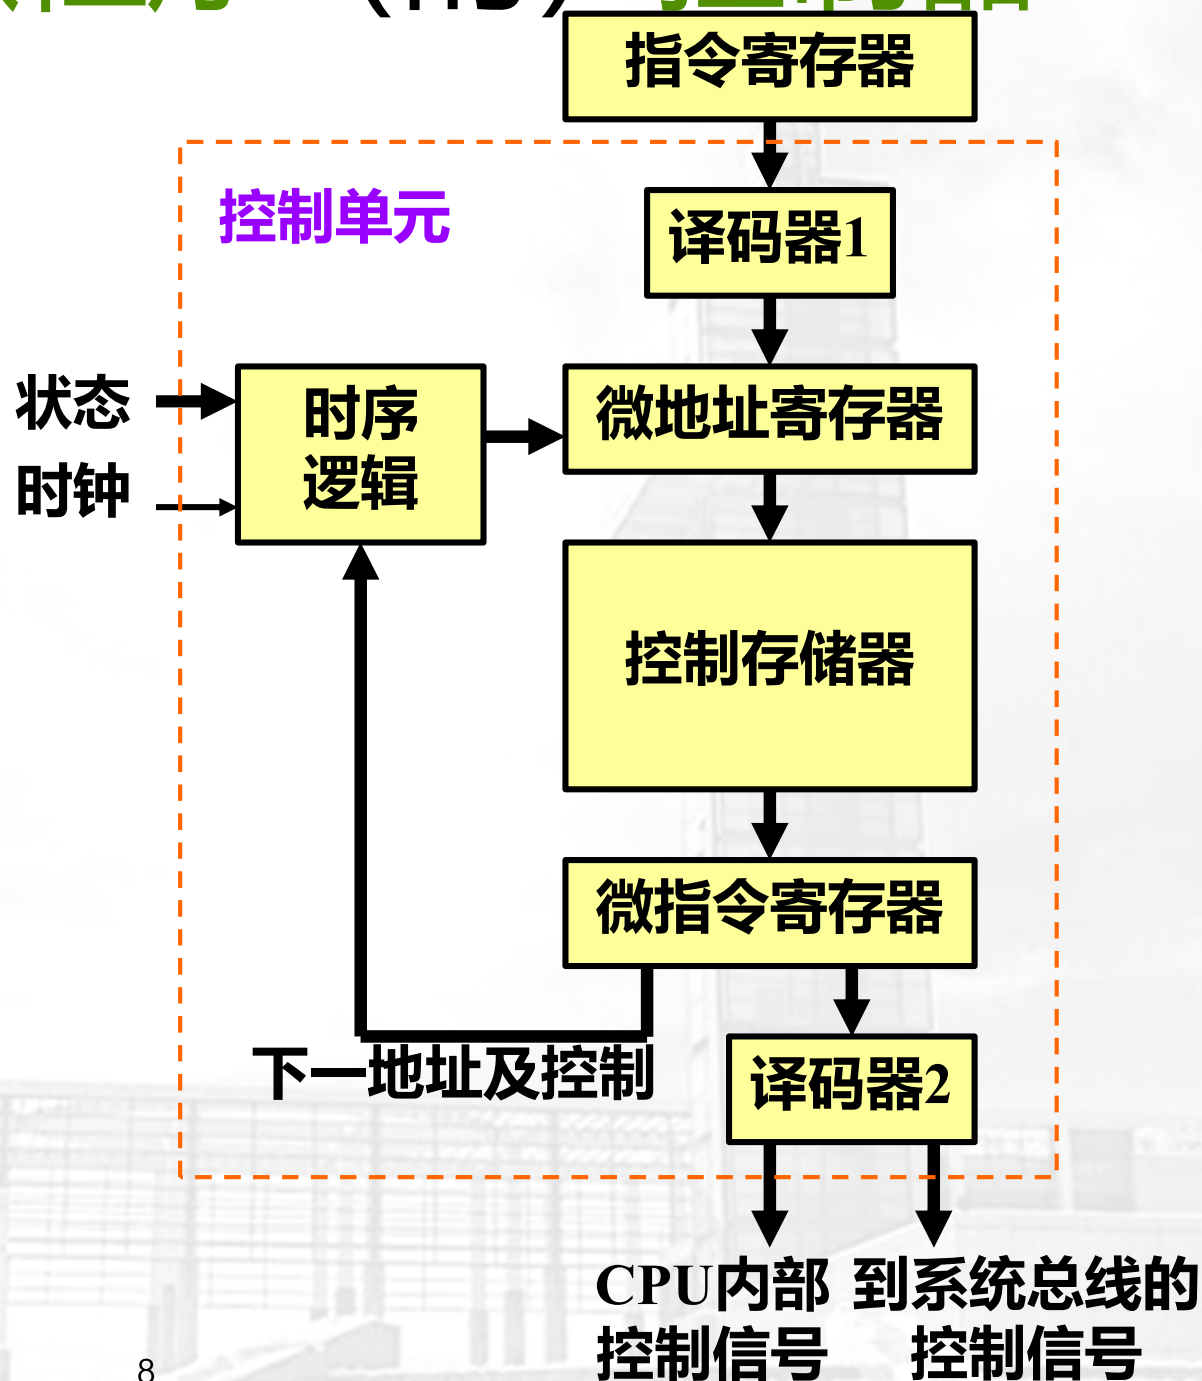 指令寄存器
控制单元
译码器1
状态
时钟
时序
逻辑
微地址寄存器
控制存储器
微指令寄存器
下一地址及控制
译码器2
CPU内部
控制信号
到系统总线的
控制信号
8